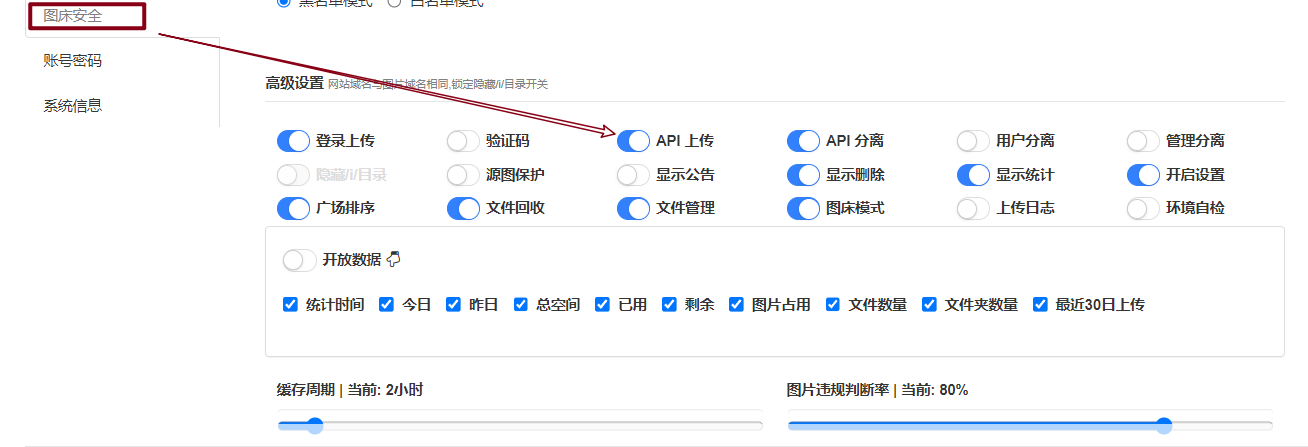 图床安全
黑名单模式 白名单模式
账号密码
高级设置 网站域名与图片域名相同,锁定隐藏/i/目录开关
系统信息
登录上传 验证码 API 上传 API 分离 用户分离 管理分离
隐藏/i/目录 源图保护 显示公告 显示删除 显示统计 开启设置
广场排序 文件回收 文件管理 图床模式 上传日志 环境自检
开放数据
统计时间 今日 昨日 总空间 已用 剩余 图片占用 文件数量 文件夹数量 最近30日上传
缓存周期 | 当前: 2小时 图片违规判断率 | 当前: 80%